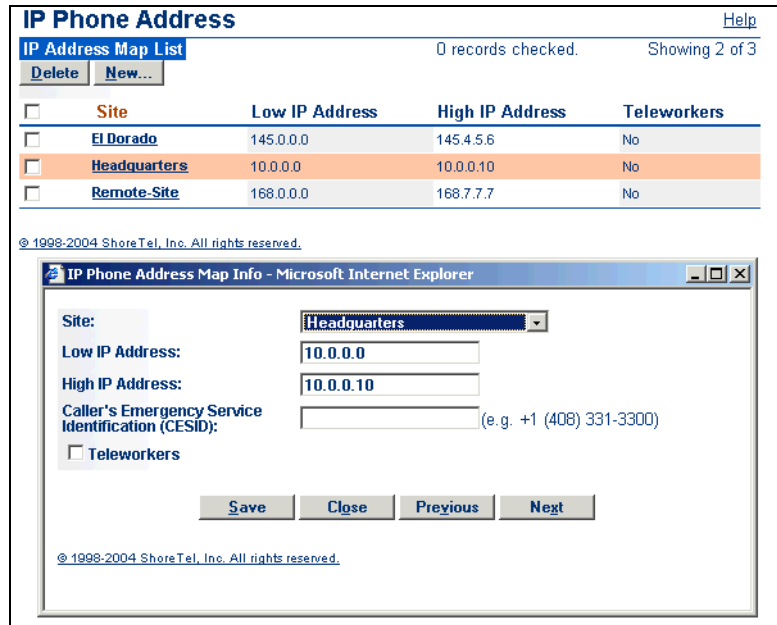 IP Phone Address Help
IP Address Map List 0 records checked. Showing 2 of 3
Delete New...
Site Low IP Address High IP Address Teleworkers
El Dorado 145.0.0.0 145.4.5.6 No
Headquarters 10.0.0.0 10.0.0.10 No
Remote-Site 168.0.0.0 168.7.7.7 No
© 1998-2004 ShoreTel, Inc. All rights reserved.
IP Phone Address Map Info - Microsoft Internet Explorer
Site: Headquarters
Low IP Address: 10.0.0.0
High IP Address: 10.0.0.10
Caller's Emergency Service
Identification (CESID): (e.g. +1 (408) 331-3300)
Teleworkers
Save Close Previous Next
© 1998-2004 ShoreTel, Inc. All rights reserved.